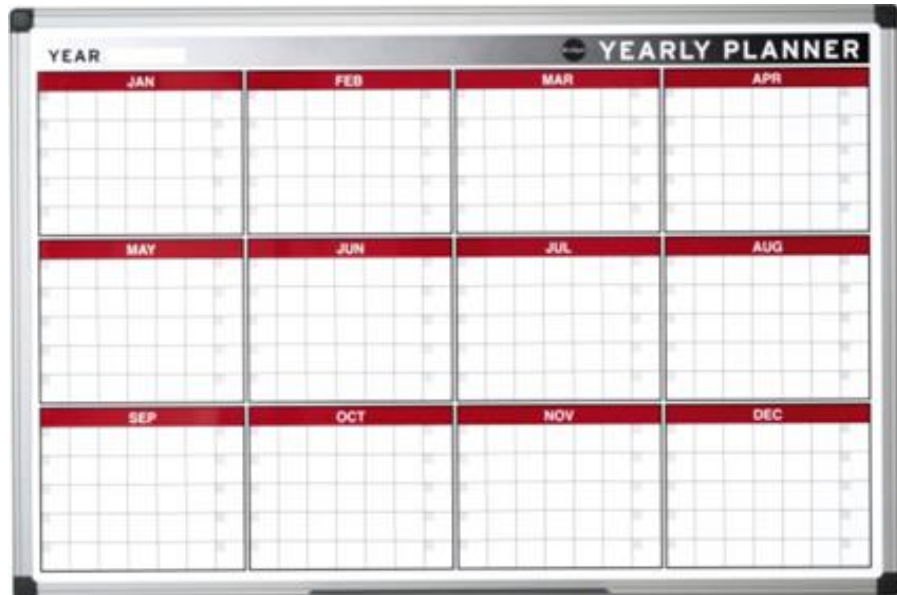 YEAR
YEARLY PLANNER
JAN FEB MAR APR
MAY JUN JUL AUG
SEP OCT NOV DEC